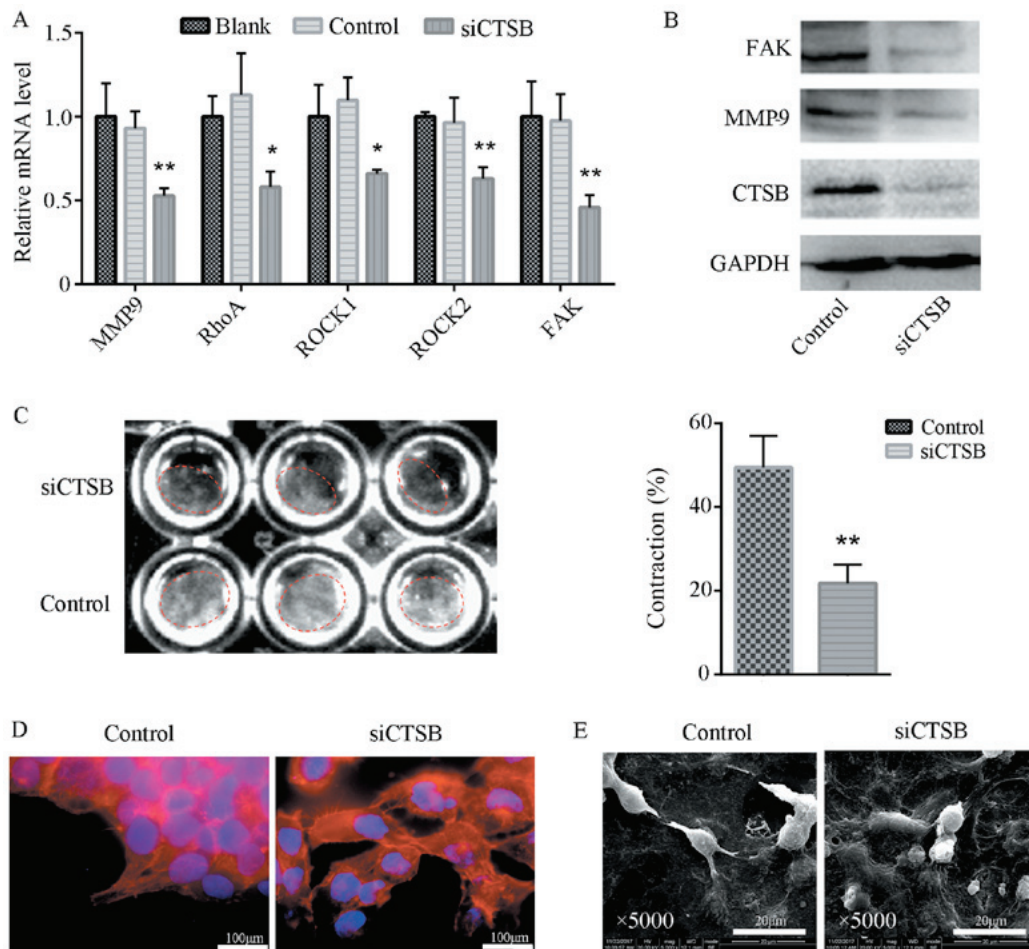 A
Blank
Control
siCTSB
Relative mRNA level
1.5
1.0
0.5
0
**
*
*
**
**
MMP9
RhoA
ROCK1
ROCK2
FAK
B
FAK
MMP9
CTSB
GAPDH
Control
siCTSB
C
siCTSB
Control
Contraction (%)
60
40
20
0
Control
siCTSB
**
D
Control
siCTSB
100μm
100μm
E
Control
siCTSB
×5000
20μm
×5000
20μm